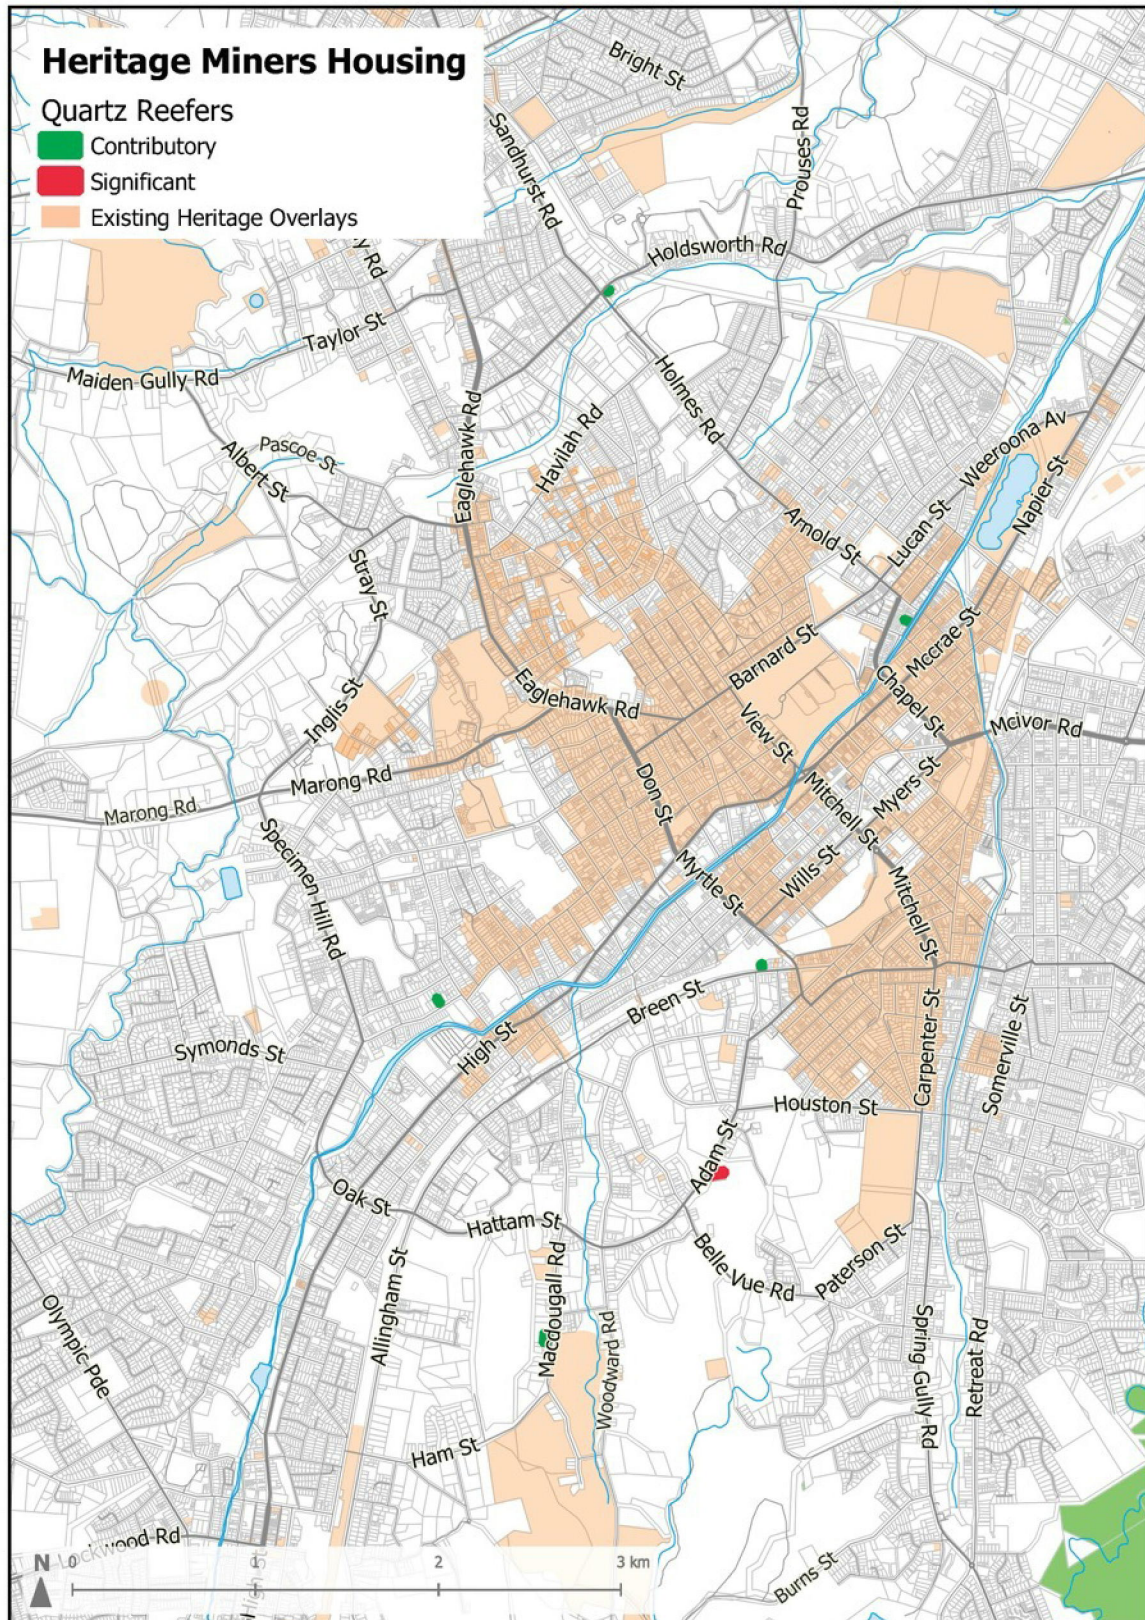 Heritage Miners Housing
Quartz Reefers
Contributory
Significant
Existing Heritage Overlays
Bright St
Sandhurst Rd
Prouses Rd
Holdsworth Rd
Rd
Taylor St
Maiden Gully Rd
Holmes Rd
Eaglehawk Rd
Havilah Rd
Pascoe St
Albert St
Weeroona Av
Napier St
Lucan St
Arnold St
Stray St
Mccrae St
Barnard St
Chapel St
Eaglehawk Rd
Inglis St
View St
Mcivor Rd
Marong Rd
Marong Rd
Don St
Mitchell St
Myers St
Specimen Hill Rd
Myrtle St
Wills St
Mitchell St
Breen St
High St
Symonds St
Carpenter St
Somerville St
Houston St
Adam St
Oak St
Hattam St
Belle Vue Rd
Paterson St
Allingham St
Macdougall Rd
Woodward Rd
Olympic Pde
Spring Gully Rd
Retreat Rd
Ham St
Lockwood Rd
High St
Burns St
N
0 1 2 3 km